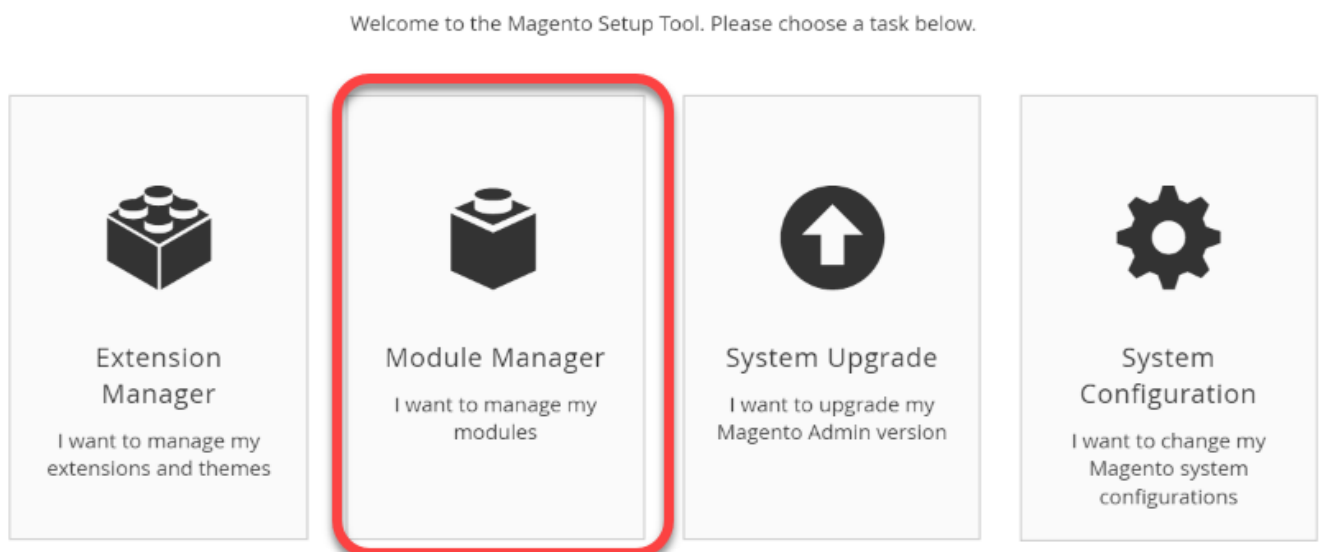 Welcome to the Magento Setup Tool. Please choose a task below.
Extension
Manager
I want to manage my
extensions and themes
Module Manager
I want to manage my
modules
System Upgrade
I want to upgrade my
Magento Admin version
System
Configuration
I want to change my
Magento system
configurations